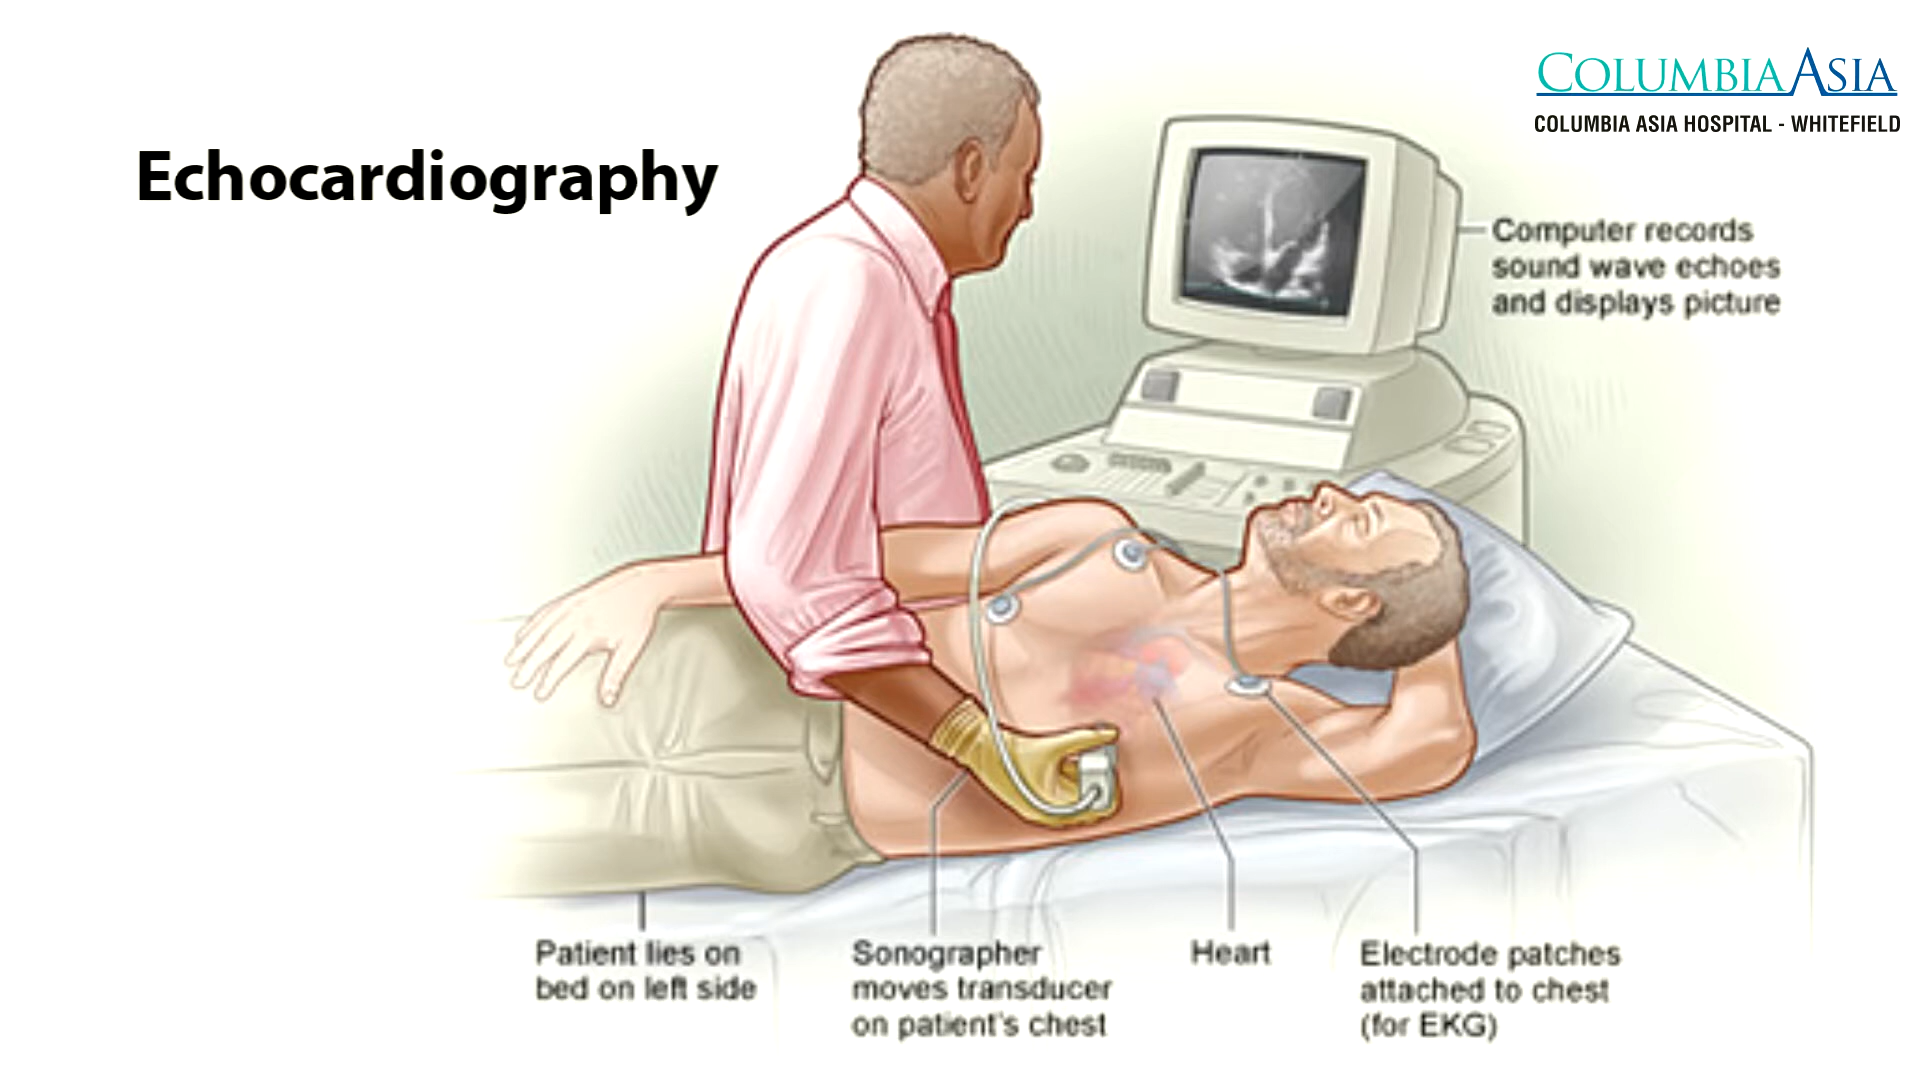 COLUMBIA ASIA
COLUMBIA ASIA HOSPITAL - WHITEFIELD
Echocardiography
Computer records
sound wave echoes
and displays picture
Patient lies on
bed on left side
Sonographer
moves transducer
on patient's chest
Heart
Electrode patches
attached to chest
(for EKG)